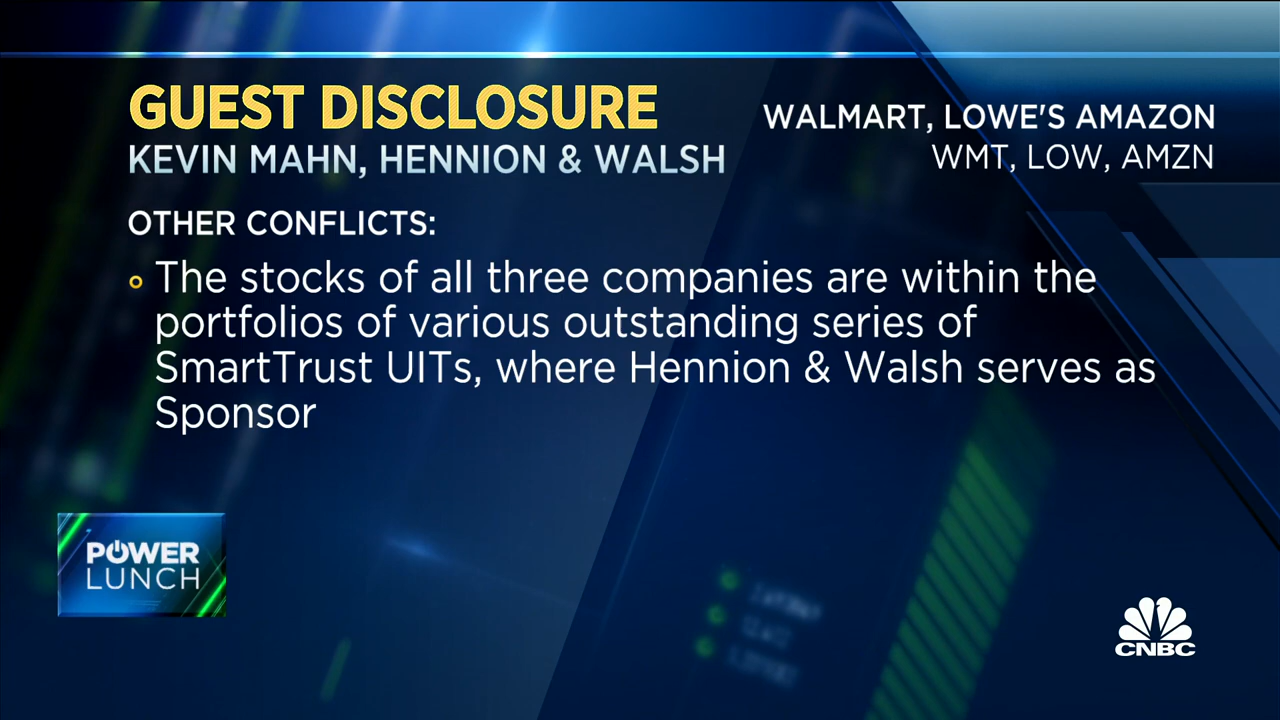 GUEST DISCLOSURE
KEVIN MAHN, HENNION & WALSH
WALMART, LOWE'S AMAZON
WMT, LOW, AMZN
OTHER CONFLICTS:
The stocks of all three companies are within the
portfolios of various outstanding series of
SmartTrust UITs, where Hennion & Walsh serves as
Sponsor
POWER
LUNCH
CNBC